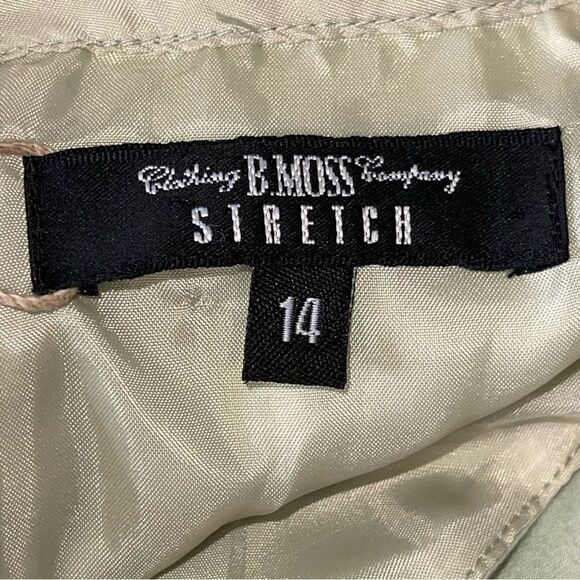 Clothing B.MOSS Company
STRETCH
14